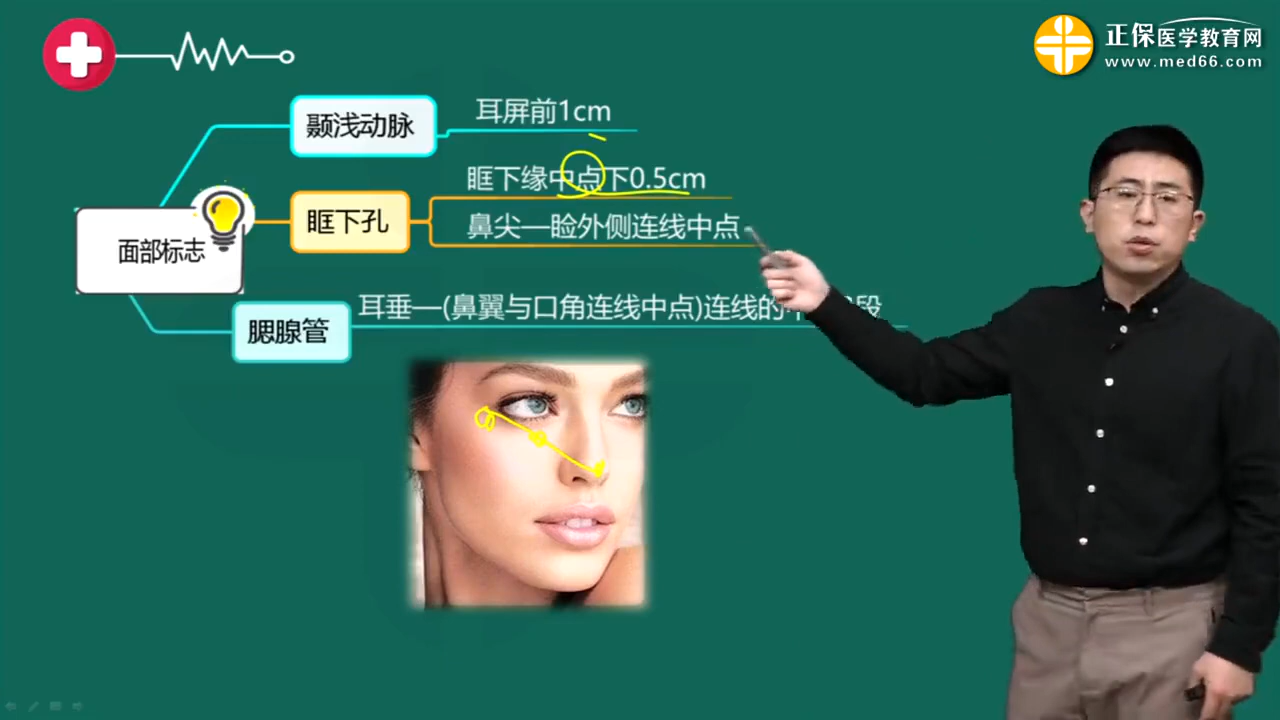 正保医学教育网
www.med66.com
颞浅动脉
耳屏前1cm
眶下缘中点下0.5cm
眶下孔
鼻尖—睑外侧连线中点
面部标志
耳垂—(鼻翼与口角连线中点)连线的中
段
腮腺管